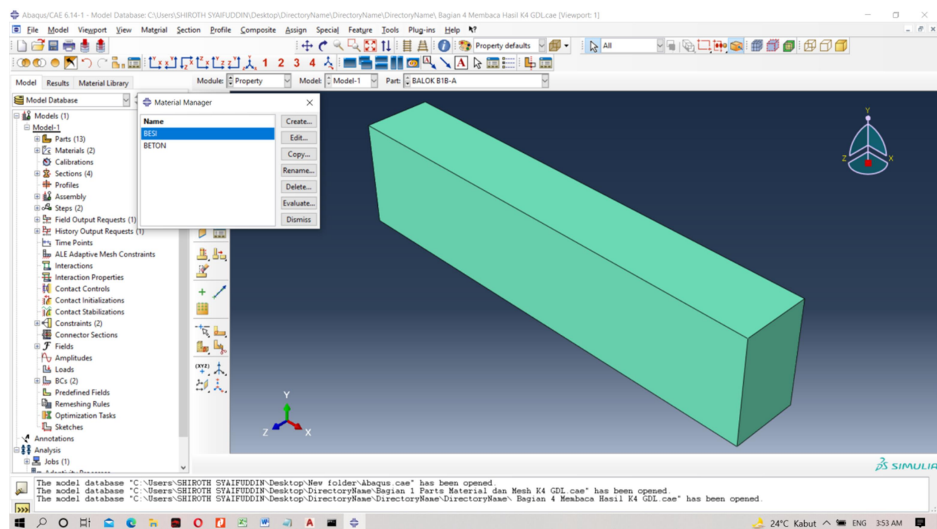 Abaqus/CAE 6.14-1 - Model Database: C:\Users\SHIROTH SYAIFUDDIN\Desktop\DirectoryName\DirectoryName\DirectoryName\ Bagian 4 Membaca Hasil K4 GDL.cae [Viewport: 1]
File Model Viewport View Material Section Profile Composite Assign Special Feature Tools Plug-ins Help
Property defaults All
1 2 3 4
Model Results Material Library Module: Property Model: Model-1 Part: BALOK B1B-A
Model Database
Models (1)
Model-1
Parts (13)
Materials (2)
Calibrations
Sections (4)
Profiles
Assembly
Steps (2)
Field Output Requests (1)
History Output Requests (1)
Time Points
ALE Adaptive Mesh Constraints
Interactions
Interaction Properties
Contact Controls
Contact Initializations
Contact Stabilizations
Constraints (2)
Connector Sections
Fields
Amplitudes
Loads
BCs (2)
Predefined Fields
Remeshing Rules
Optimization Tasks
Sketches
Annotations
Analysis
Jobs (1)
Material Manager
Name
BESI
BETON
Create...
Edit...
Copy...
Rename...
Delete...
Evaluate...
Dismiss
(XYZ)
Y
Z X
Y
Z X
SIMULIA
The model database "C:\Users\SHIROTH SYAIFUDDIN\Desktop\New folder\Abaqus.cae" has been opened.
The model database "C:\Users\SHIROTH SYAIFUDDIN\Desktop\DirectoryName\Bagian 1 Parts Material dan Mesh K4 GDL.cae" has been opened.
The model database "C:\Users\SHIROTH SYAIFUDDIN\Desktop\DirectoryName\DirectoryName\DirectoryName\ Bagian 4 Membaca Hasil K4 GDL.cae" has been opened.
24°C Kabut ENG 3:53 AM